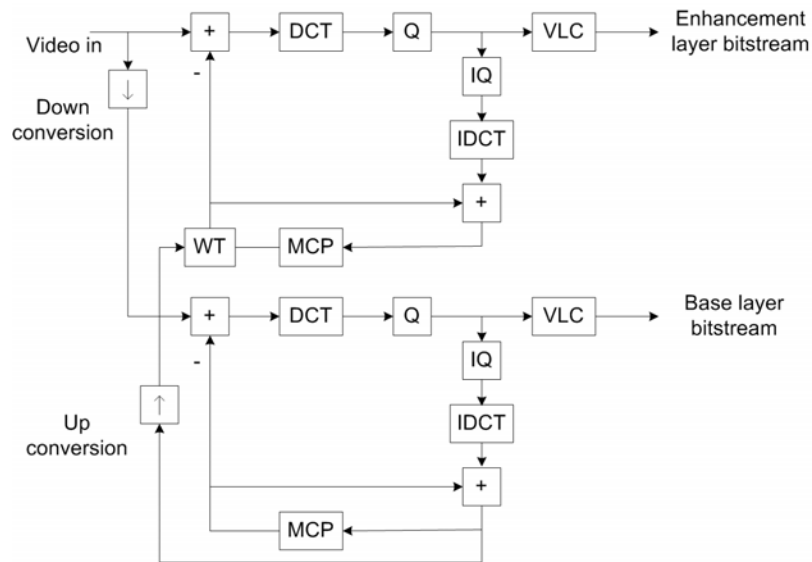 Video in
+
DCT
Q
VLC
Enhancement
layer bitstream
-
↓
IQ
Down
conversion
IDCT
+
WT
MCP
+
DCT
Q
VLC
Base layer
bitstream
-
IQ
↑
Up
conversion
IDCT
+
MCP